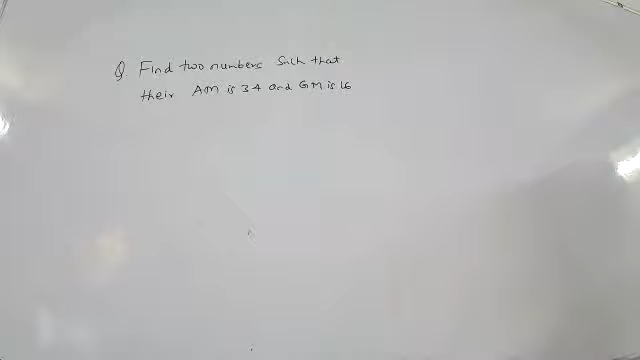 Q. Find two numbers such that
their AM is 34 and GM is 16